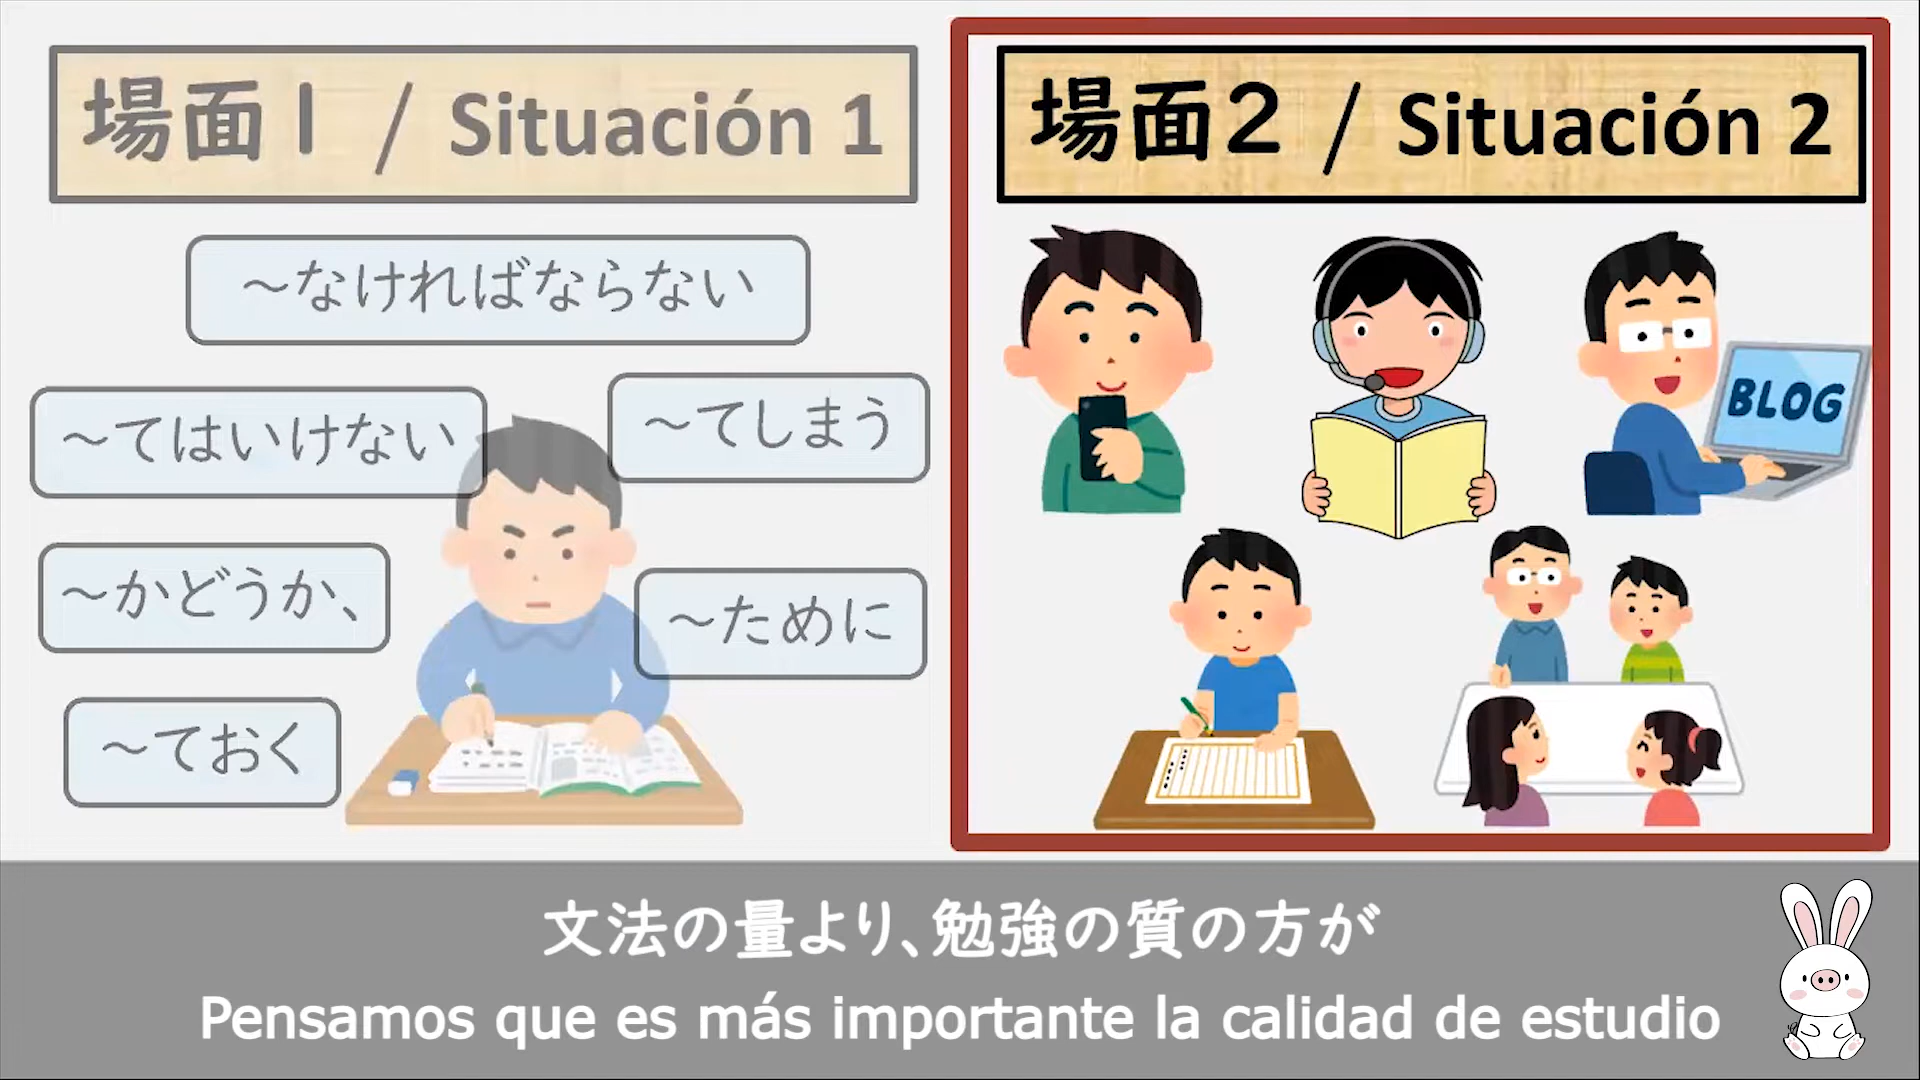 場面1 / Situación 1
～なければならない
～てはいけない
～てしまう
～かどうか、
～ために
～ておく
場面2 / Situación 2
BLOG
文法の量より、勉強の質の方が
Pensamos que es más importante la calidad de estudio